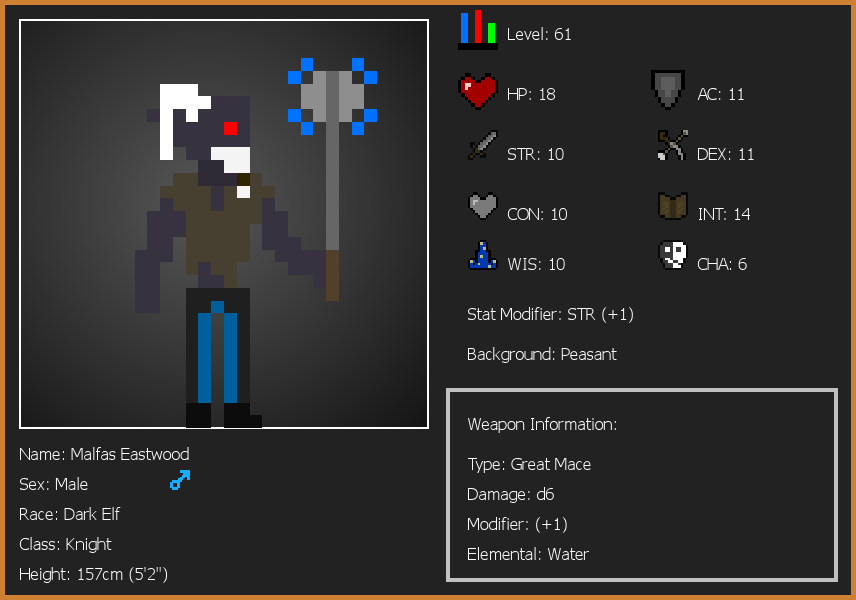 Level: 61
HP: 18
AC: 11
STR: 10
DEX: 11
CON: 10
INT: 14
WIS: 10
CHA: 6
Stat Modifier: STR (+1)
Background: Peasant
Weapon Information:
Type: Great Mace
Damage: d6
Modifier: (+1)
Elemental: Water
Name: Malfas Eastwood
Sex: Male
Race: Dark Elf
Class: Knight
Height: 157cm (5'2")